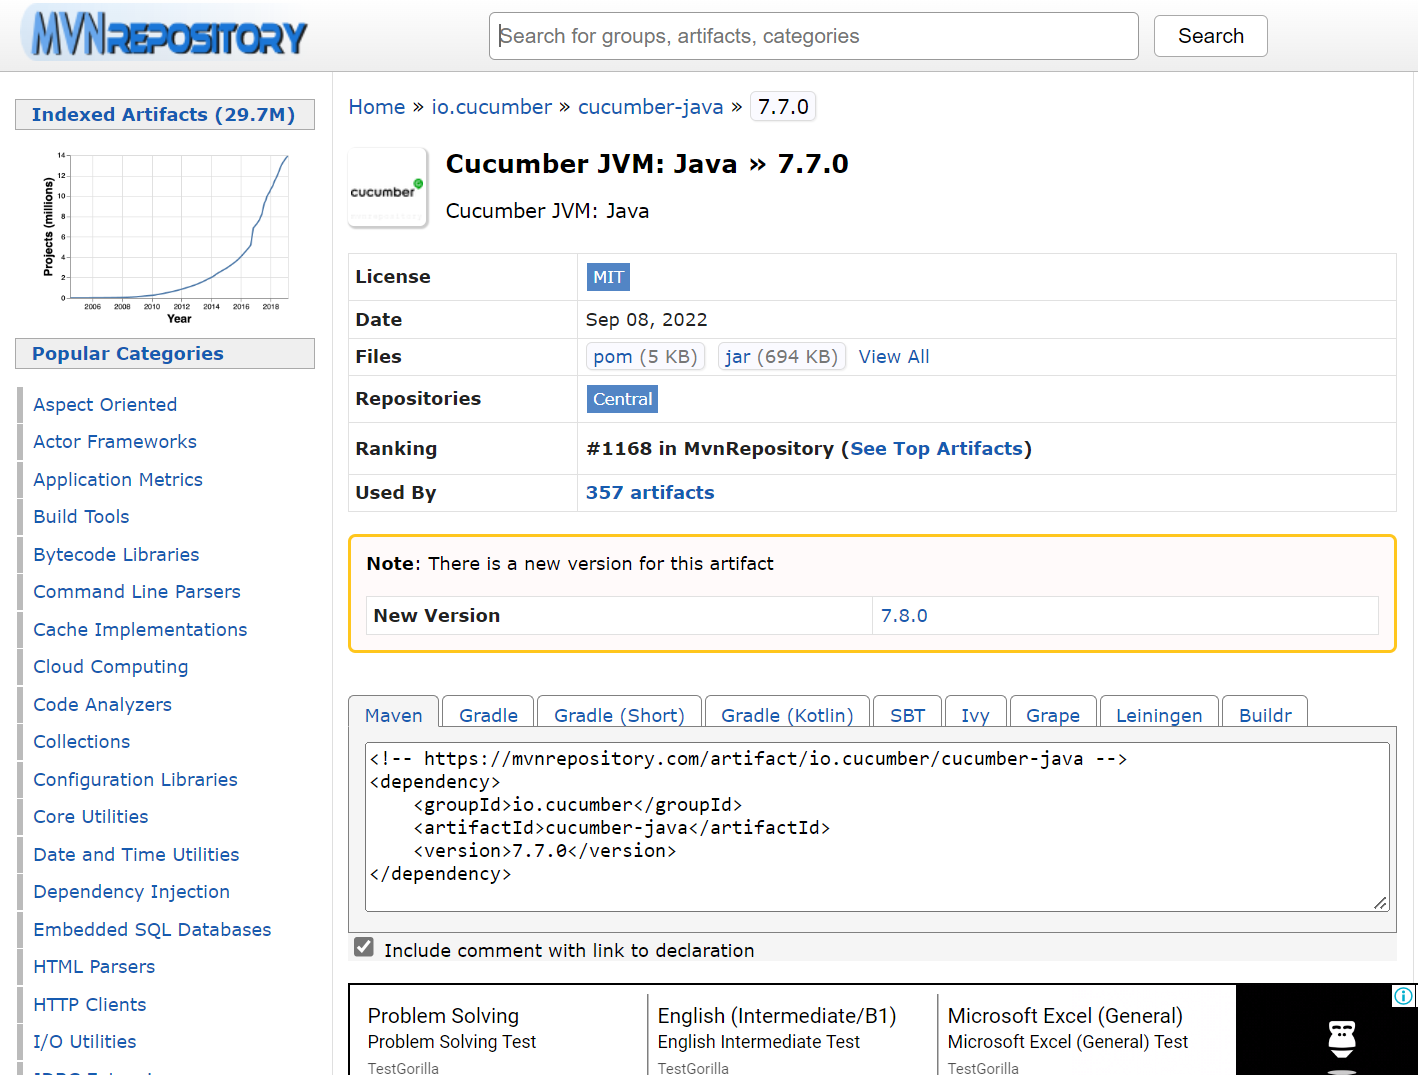 MVNREPOSITORY
Search for groups, artifacts, categories
Search
Indexed Artifacts (29.7M)
Projects (millions)
14
12
10
8
6
4
2
0
2006 2008 2010 2012 2014 2016 2018
Year
Popular Categories
Aspect Oriented
Actor Frameworks
Application Metrics
Build Tools
Bytecode Libraries
Command Line Parsers
Cache Implementations
Cloud Computing
Code Analyzers
Collections
Configuration Libraries
Core Utilities
Date and Time Utilities
Dependency Injection
Embedded SQL Databases
HTML Parsers
HTTP Clients
I/O Utilities
Home » io.cucumber » cucumber-java » 7.7.0
cucumber
Cucumber JVM: Java » 7.7.0
Cucumber JVM: Java
License MIT
Date Sep 08, 2022
Files pom (5 KB) jar (694 KB) View All
Repositories Central
Ranking #1168 in MvnRepository (See Top Artifacts)
Used By 357 artifacts
Note: There is a new version for this artifact
New Version 7.8.0
Maven Gradle Gradle (Short) Gradle (Kotlin) SBT Ivy Grape Leiningen Buildr
<!-- https://mvnrepository.com/artifact/io.cucumber/cucumber-java -->
<dependency>
    <groupId>io.cucumber</groupId>
    <artifactId>cucumber-java</artifactId>
    <version>7.7.0</version>
</dependency>
Include comment with link to declaration
Problem Solving
Problem Solving Test
TestGorilla
English (Intermediate/B1)
English Intermediate Test
TestGorilla
Microsoft Excel (General)
Microsoft Excel (General) Test
TestGorilla